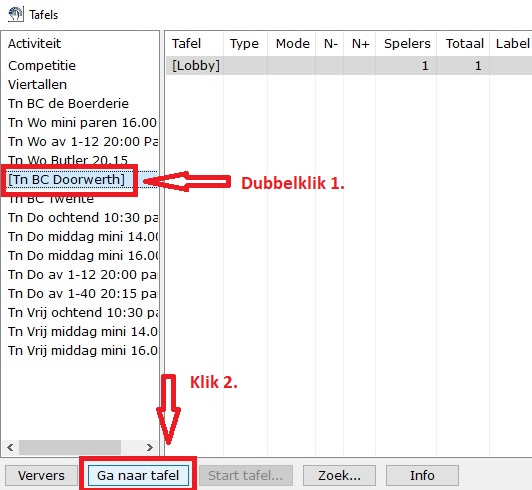 Tafels
Activiteit
Competitie
Viertallen
Tn BC de Boerderie
Tn Wo mini paren 16.00
Tn Wo av 1-12 20:00 Pa
Tn Wo Butler 20.15
[Tn BC Doorwerth]
Tn BC Twente
Tn Do ochtend 10:30 par
Tn Do middag mini 14.00
Tn Do middag mini 16.00
Tn Do av 1-12 20:00 par
Tn Do av 1-40 20:15 par
Tn Vrij ochtend 10:30 pa
Tn Vrij middag mini 14.0
Tn Vrij middag mini 16.0
Tafel Type Mode N- N+ Spelers Totaal Label
[Lobby] 1 1
Dubbelklik 1.
Klik 2.
Ververs Ga naar tafel Start tafel... Zoek... Info